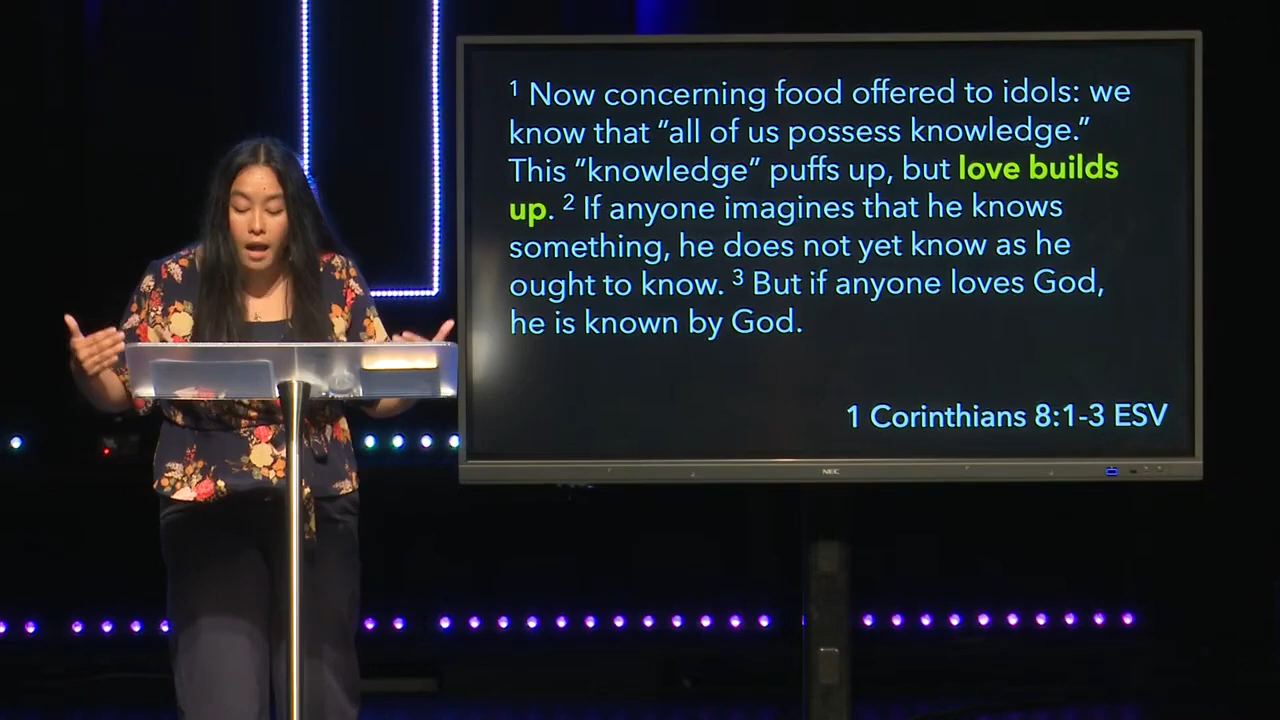 ¹ Now concerning food offered to idols: we
know that “all of us possess knowledge.”
This “knowledge” puffs up, but love builds
up. ² If anyone imagines that he knows
something, he does not yet know as he
ought to know. ³ But if anyone loves God,
he is known by God.
1 Corinthians 8:1-3 ESV
NEC